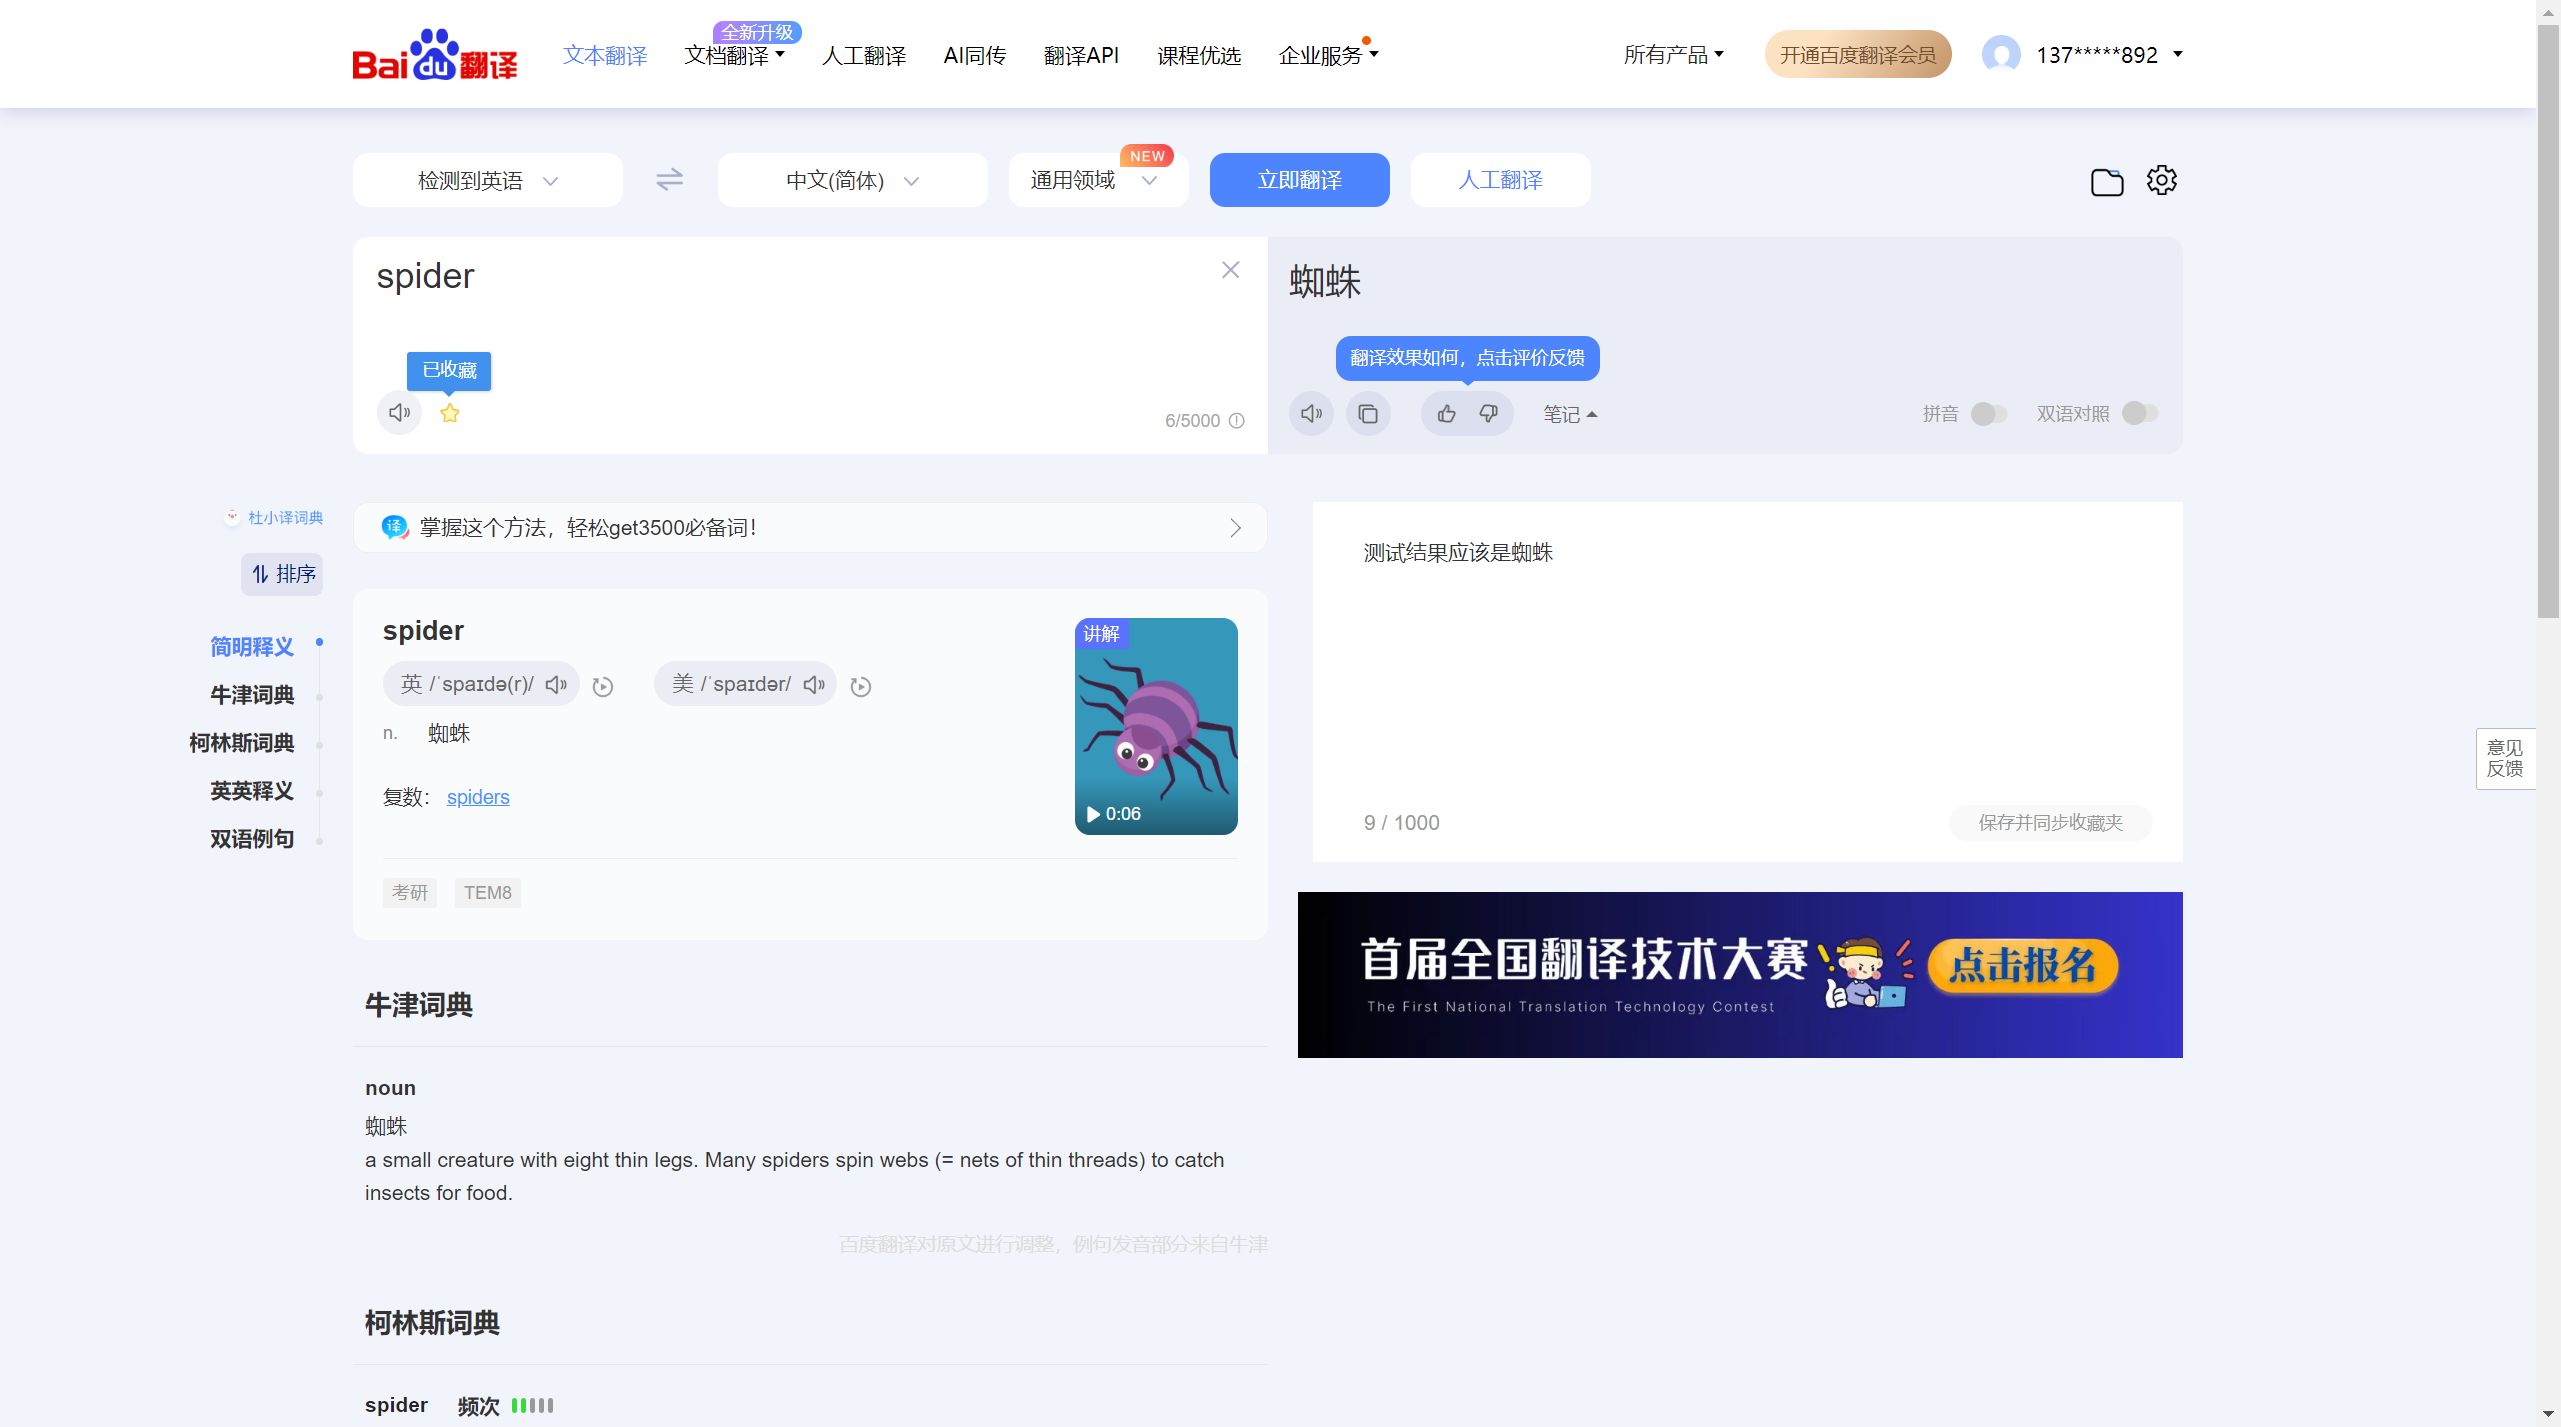 Bai du 翻译
文本翻译
全新升级
文档翻译
人工翻译
AI同传
翻译API
课程优选
企业服务
所有产品
开通百度翻译会员
137*****892
检测到英语
中文(简体)
通用领域
NEW
立即翻译
人工翻译
spider
蜘蛛
已收藏
翻译效果如何，点击评价反馈
6/5000
笔记
拼音
双语对照
杜小译词典
排序
简明释义
牛津词典
柯林斯词典
英英释义
双语例句
译 掌握这个方法，轻松get3500必备词！
spider
英 /ˈspaɪdə(r)/
美 /ˈspaɪdər/
n. 蜘蛛
复数： spiders
讲解
0:06
考研
TEM8
测试结果应该是蜘蛛
9 / 1000
保存并同步收藏夹
意见
反馈
首届全国翻译技术大赛
The First National Translation Technology Contest
点击报名
牛津词典
noun
蜘蛛
a small creature with eight thin legs. Many spiders spin webs (= nets of thin threads) to catch
insects for food.
百度翻译对原文进行调整，例句发音部分来自牛津
柯林斯词典
spider 频次